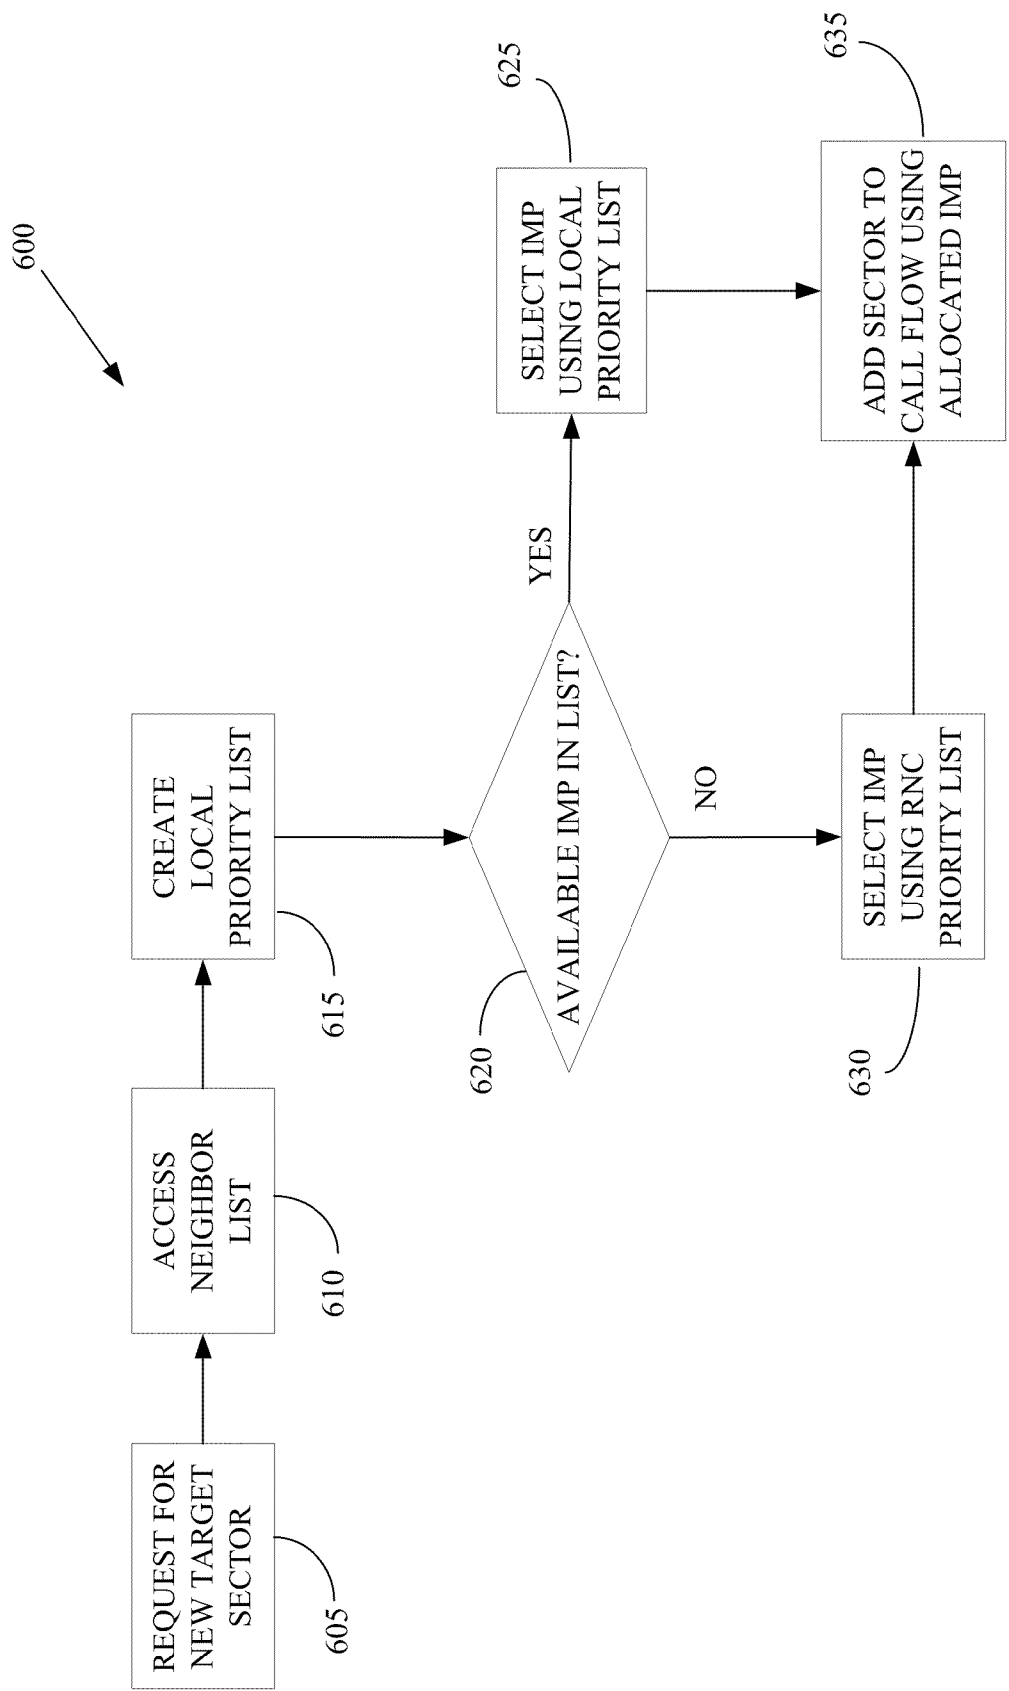 600
REQUEST FOR
NEW TARGET
SECTOR
605
ACCESS
NEIGHBOR
LIST
610
CREATE
LOCAL
PRIORITY LIST
615
AVAILABLE IMP IN LIST?
620
YES
NO
SELECT IMP
USING LOCAL
PRIORITY LIST
625
SELECT IMP
USING RNC
PRIORITY LIST
630
ADD SECTOR TO
CALL FLOW USING
ALLOCATED IMP
635